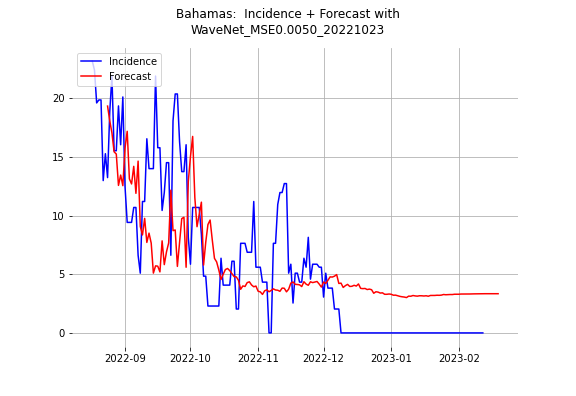 Bahamas:  Incidence + Forecast with
WaveNet_MSE0.0050_20221023
Incidence
Forecast
20
15
10
5
0
2022-09
2022-10
2022-11
2022-12
2023-01
2023-02